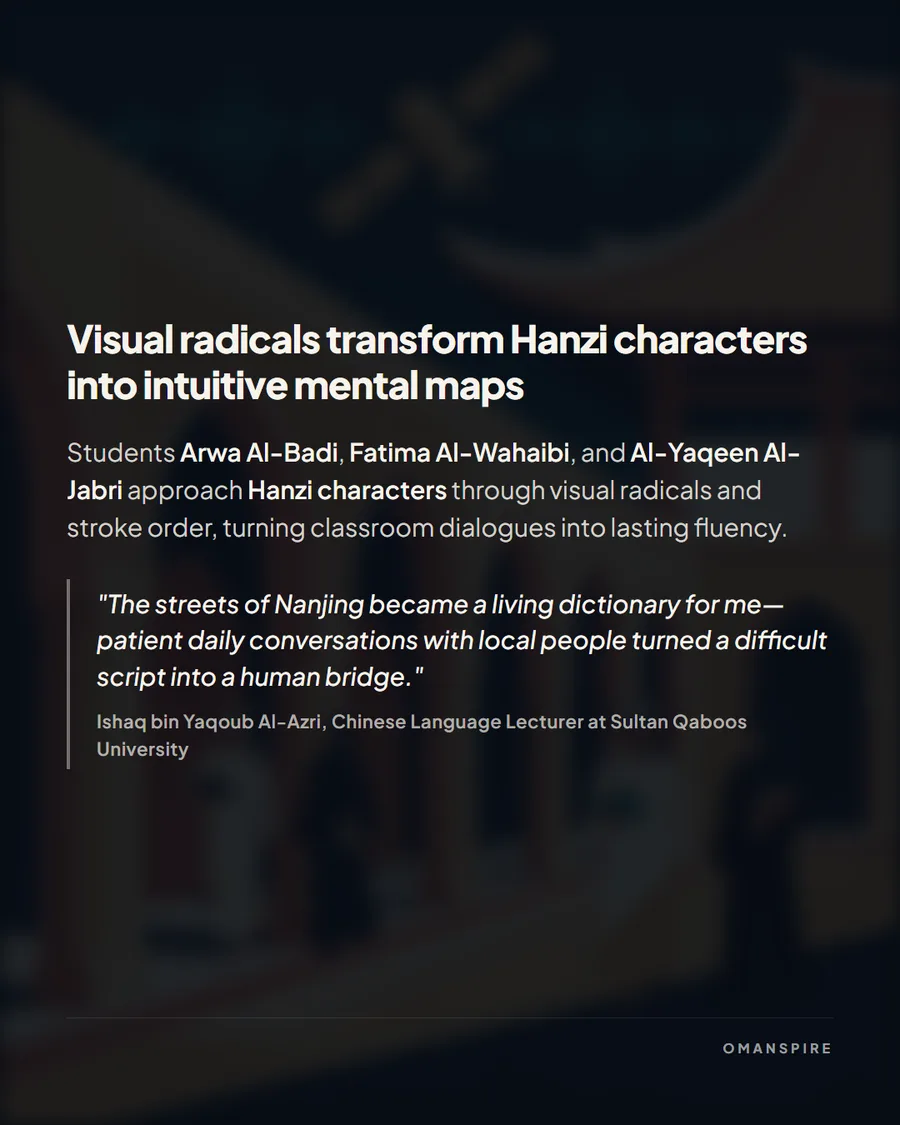 Visual radicals transform Hanzi characters
into intuitive mental maps
Students Arwa Al-Badi, Fatima Al-Wahaibi, and Al-Yaqeen Al-
Jabri approach Hanzi characters through visual radicals and
stroke order, turning classroom dialogues into lasting fluency.
"The streets of Nanjing became a living dictionary for me—
patient daily conversations with local people turned a difficult
script into a human bridge."
Ishaq bin Yaqoub Al-Azri, Chinese Language Lecturer at Sultan Qaboos
University
OMANSPIRE